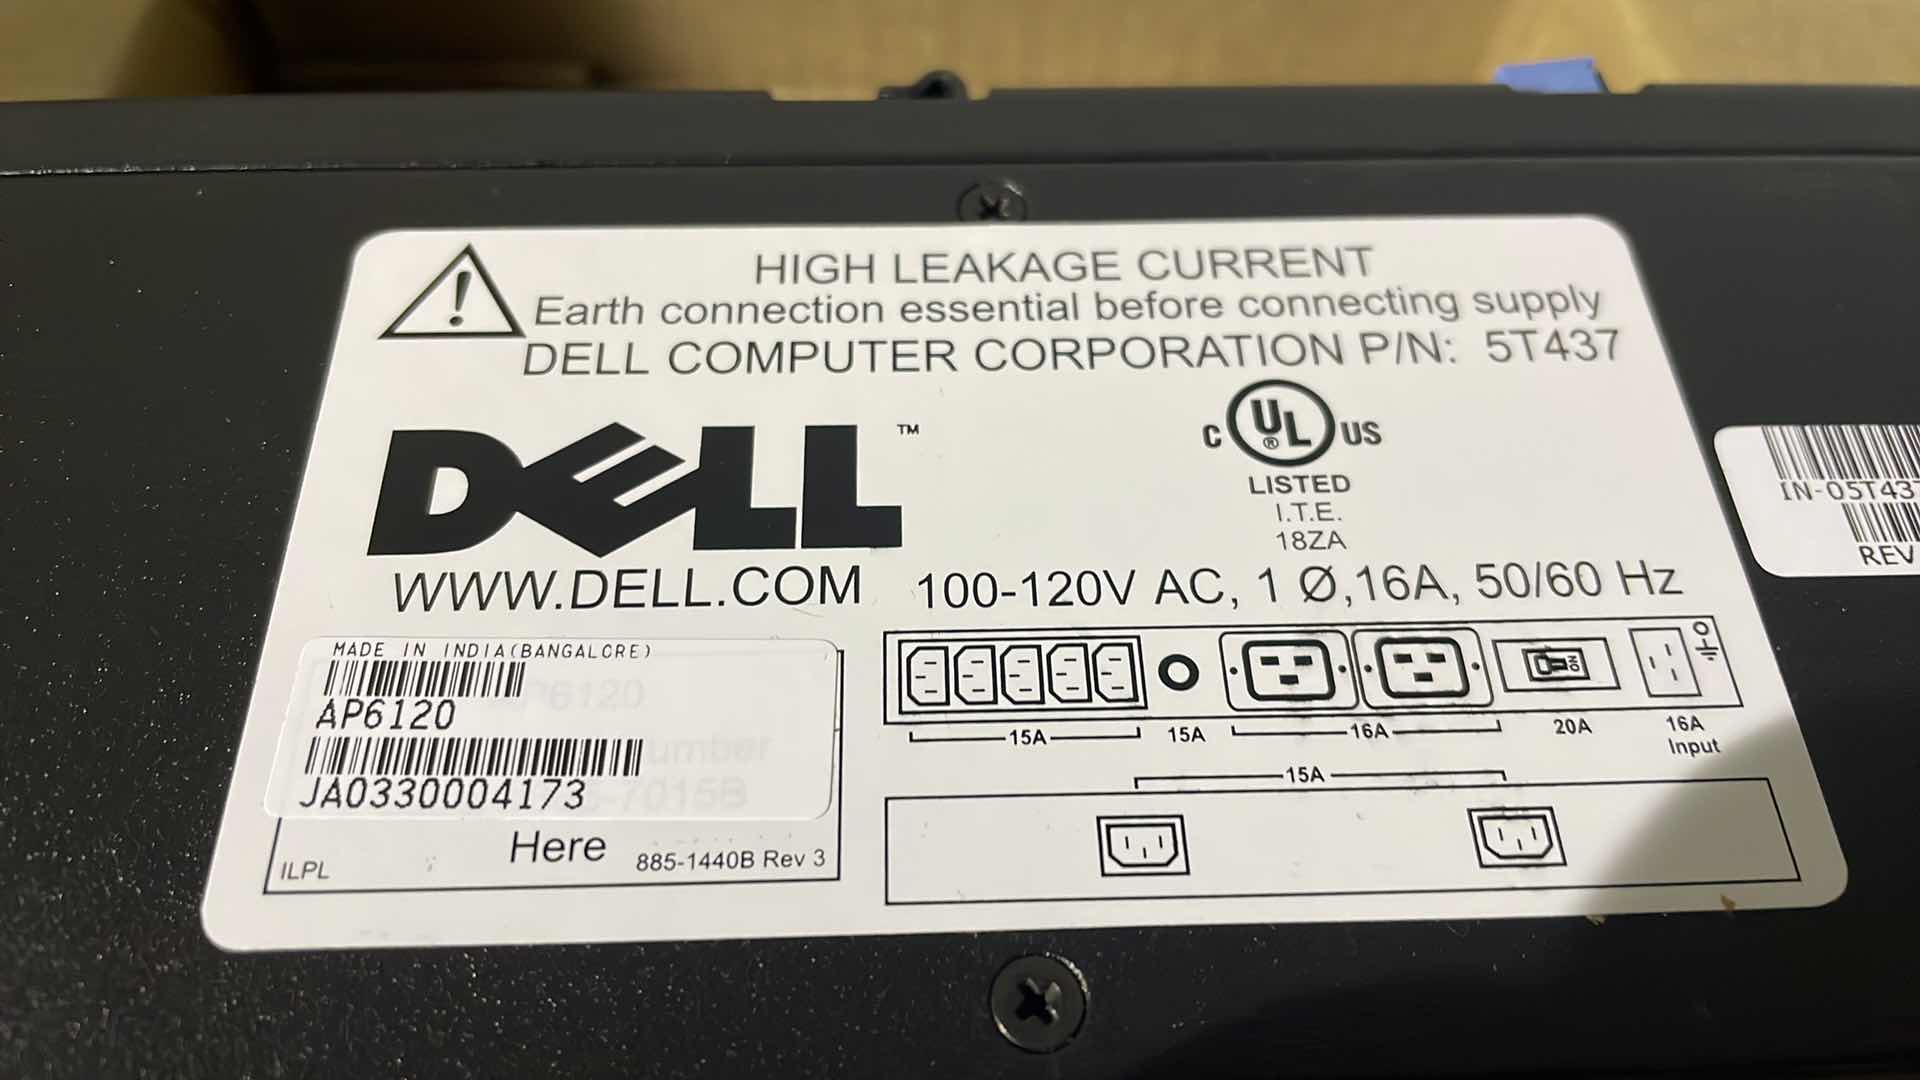 HIGH LEAKAGE CURRENT
Earth connection essential before connecting supply
DELL COMPUTER CORPORATION P/N: 5T437
DELL™
C UL® US
LISTED
I.T.E.
18ZA
WWW.DELL.COM
100-120V AC, 1 Ø,16A, 50/60 Hz
MADE IN INDIA(BANGALORE)
AP6120
JA0330004173
Here
ILPL
885-1440B Rev 3
15A
15A
16A
20A
16A
Input
ON
15A
IN-05T437
REV